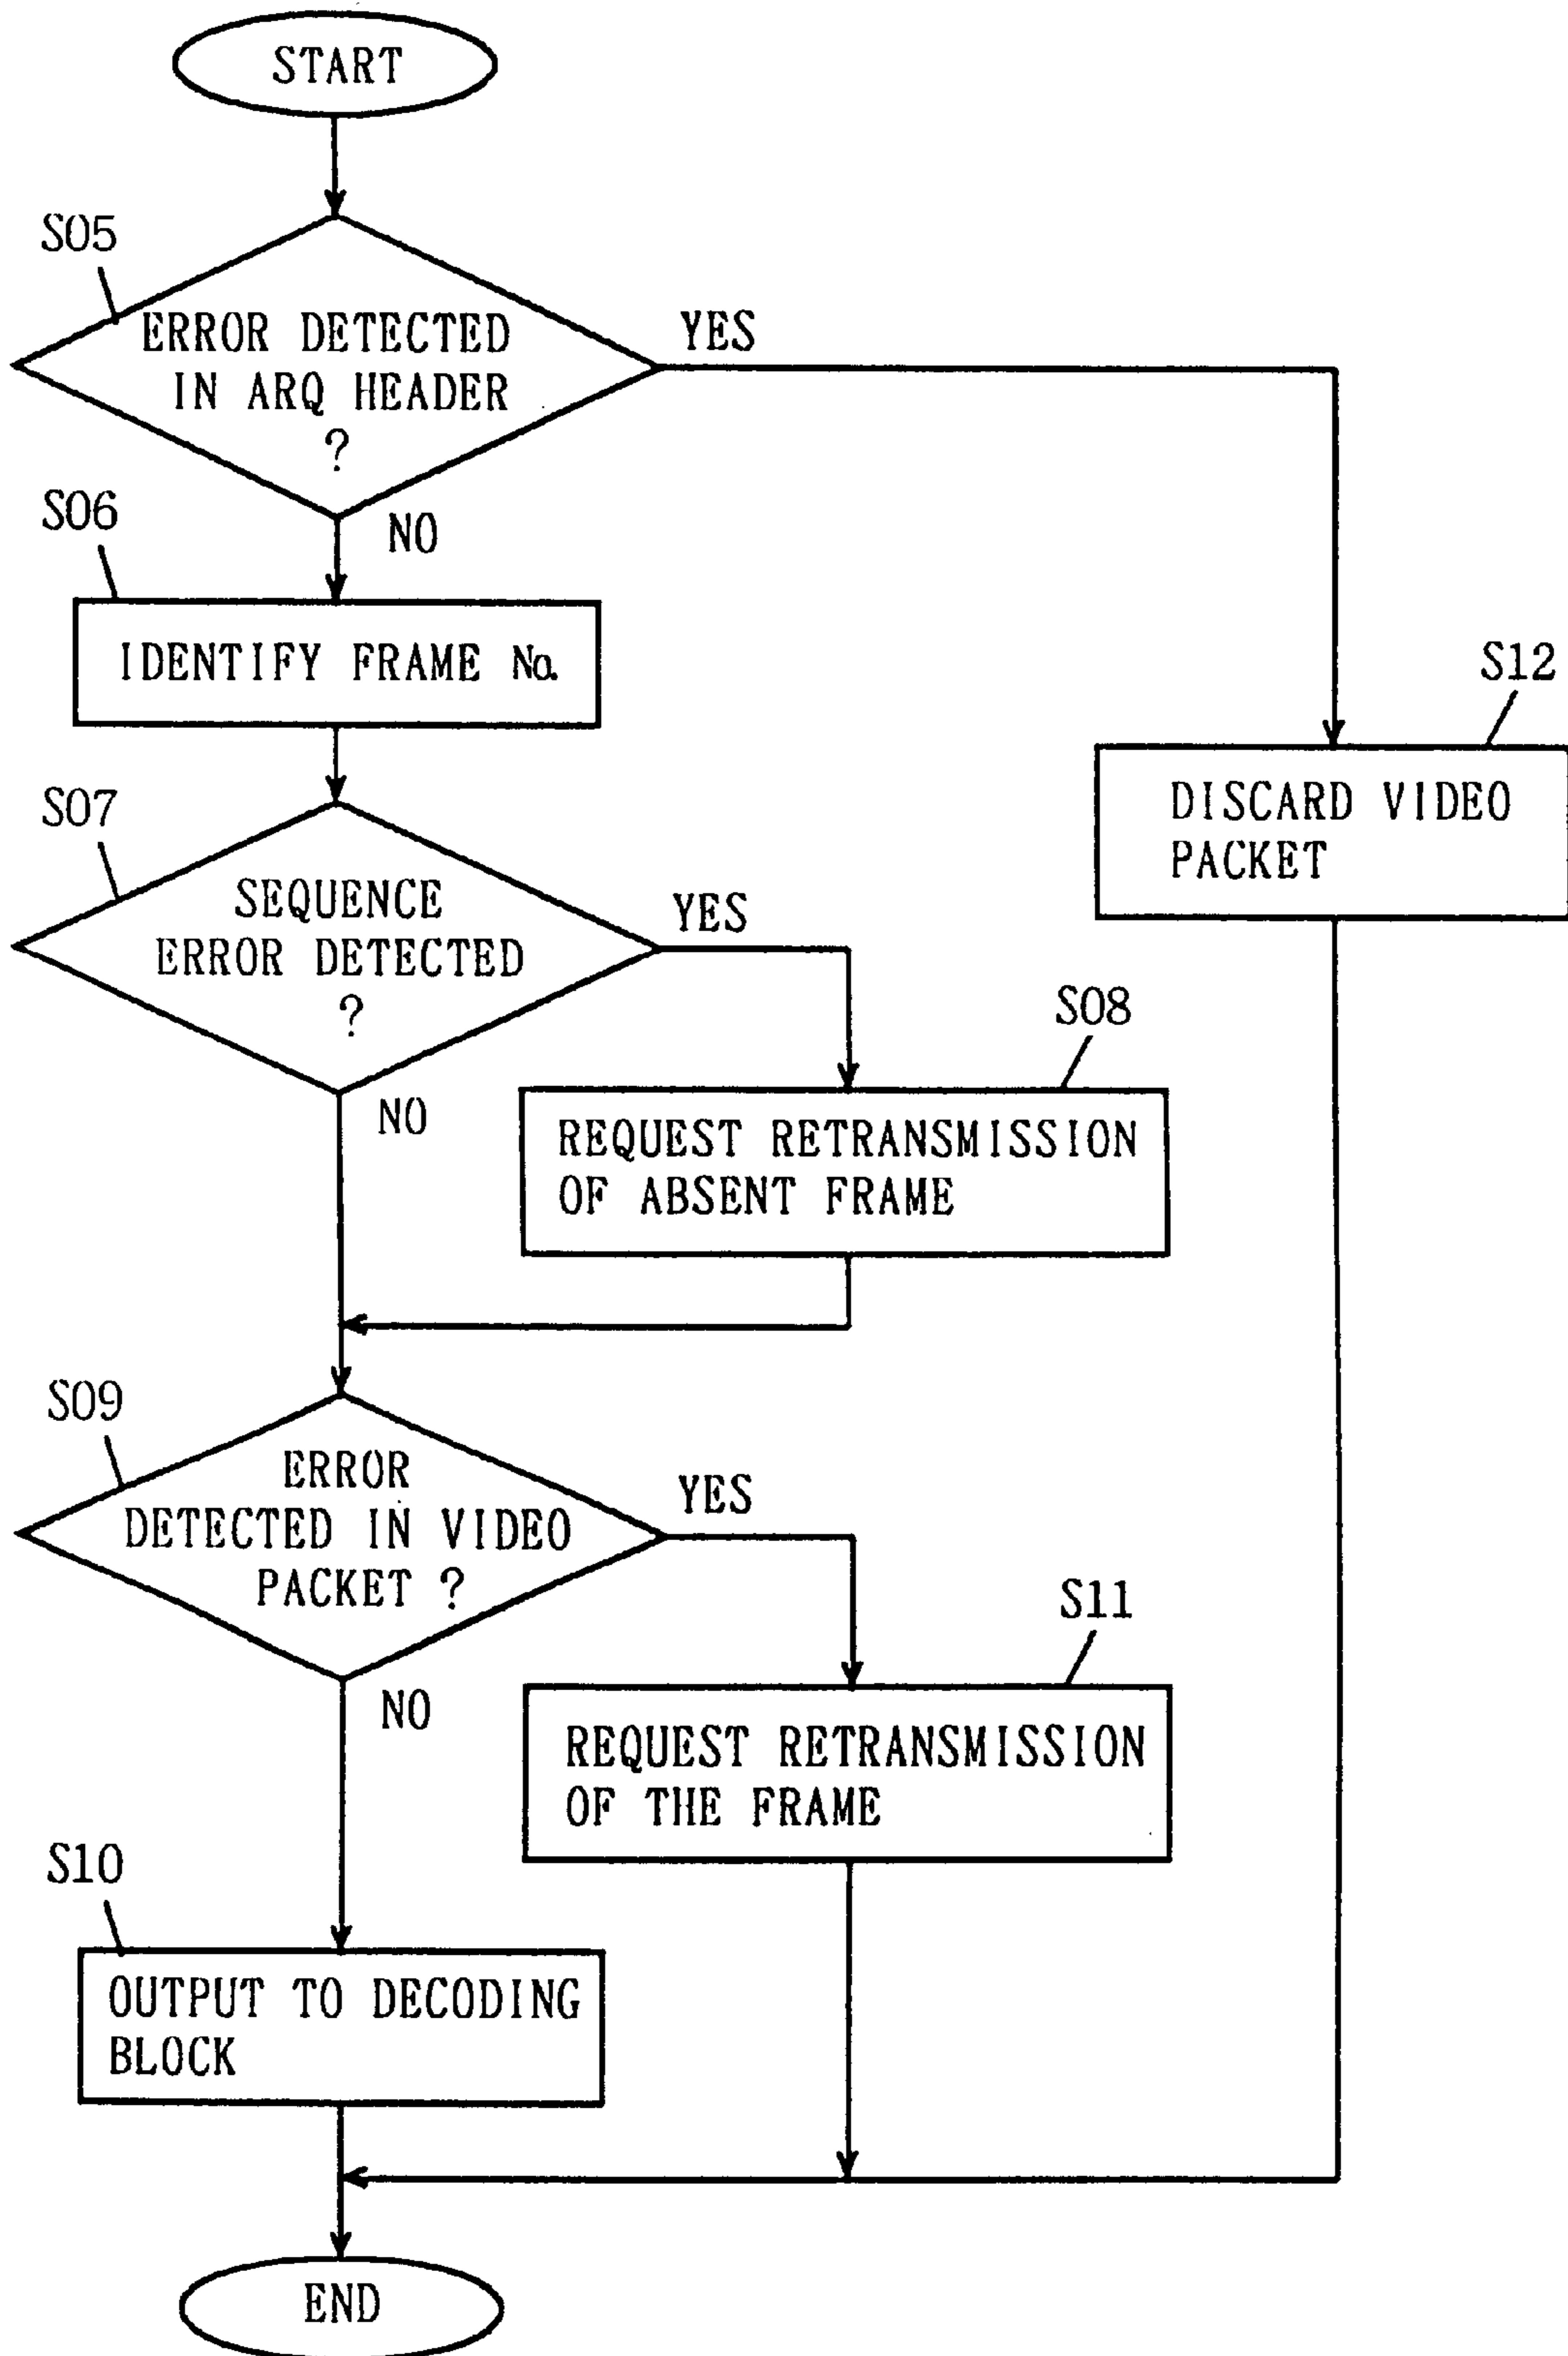 START
S05
ERROR DETECTED
IN ARQ HEADER
?
YES
NO
S06
IDENTIFY FRAME No.
S12
DISCARD VIDEO
PACKET
S07
SEQUENCE
ERROR DETECTED
?
YES
NO
S08
REQUEST RETRANSMISSION
OF ABSENT FRAME
S09
ERROR
DETECTED IN VIDEO
PACKET ?
YES
NO
S11
REQUEST RETRANSMISSION
OF THE FRAME
S10
OUTPUT TO DECODING
BLOCK
END